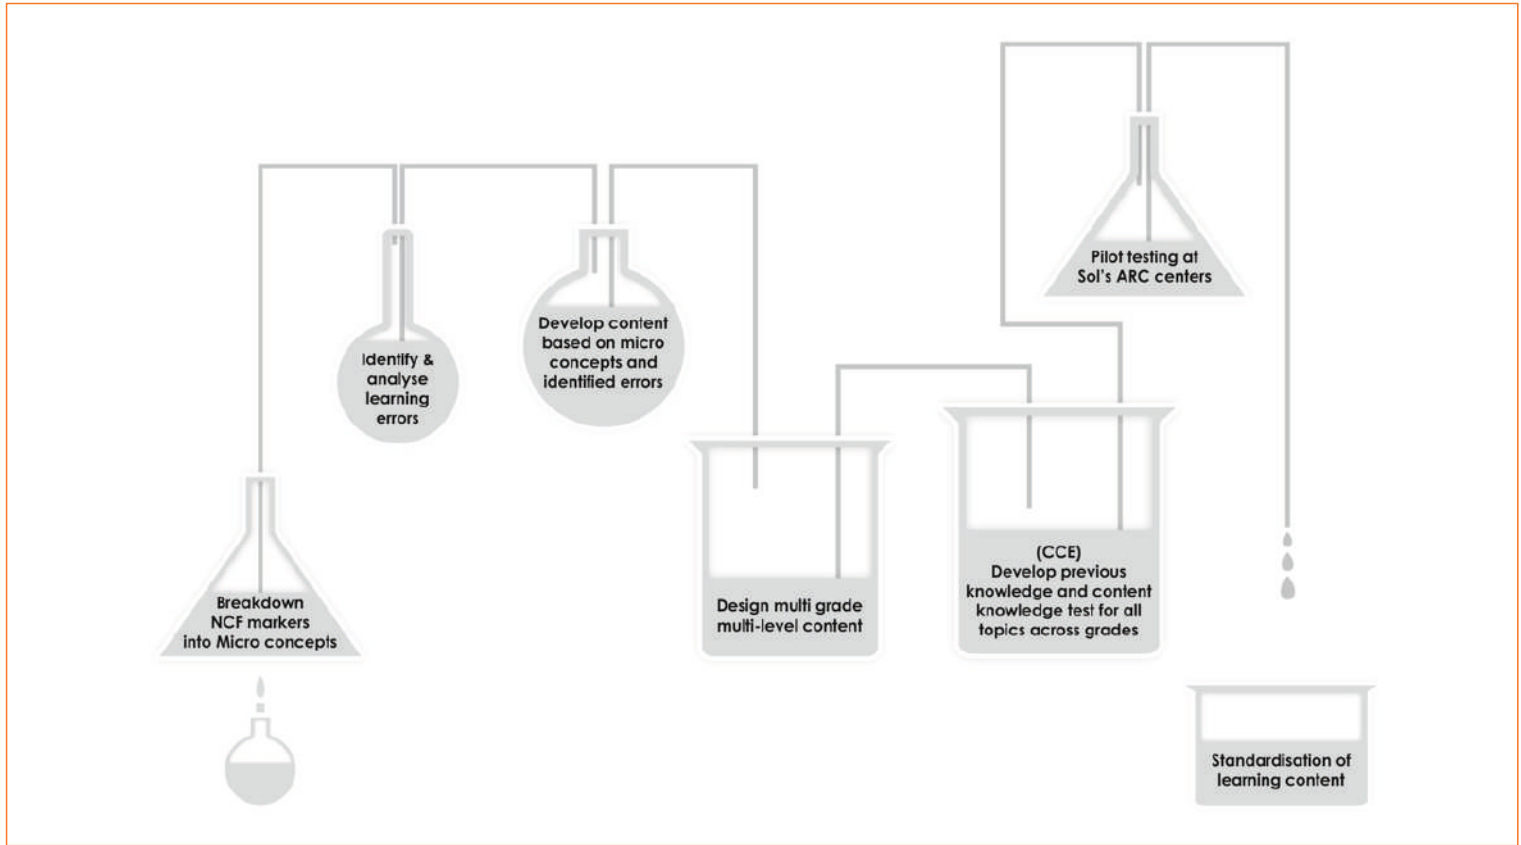 Breakdown
NCF markers
into Micro concepts
Identify &
analyse
learning
errors
Develop content
based on micro
concepts and
identified errors
Design multi grade
multi-level content
(CCE)
Develop previous
knowledge and content
knowledge test for all
topics across grades
Pilot testing at
Sol's ARC centers
Standardisation of
learning content